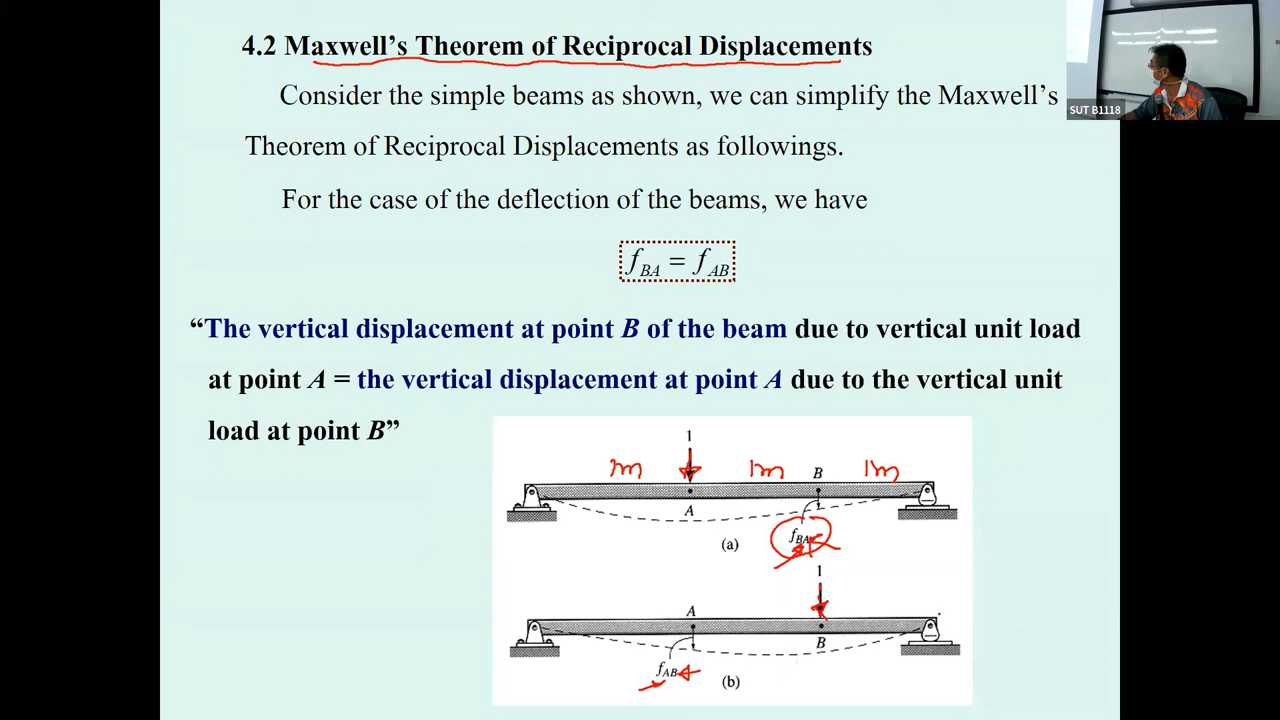 4.2 Maxwell's Theorem of Reciprocal Displacements
Consider the simple beams as shown, we can simplify the Maxwell's
Theorem of Reciprocal Displacements as followings.
For the case of the deflection of the beams, we have
f_BA = f_AB
"The vertical displacement at point B of the beam due to vertical unit load
at point A = the vertical displacement at point A due to the vertical unit
load at point B"
1
1m 1m
B
A
f_BA
(a)
1
A
B
f_AB
(b)
SUT B1118